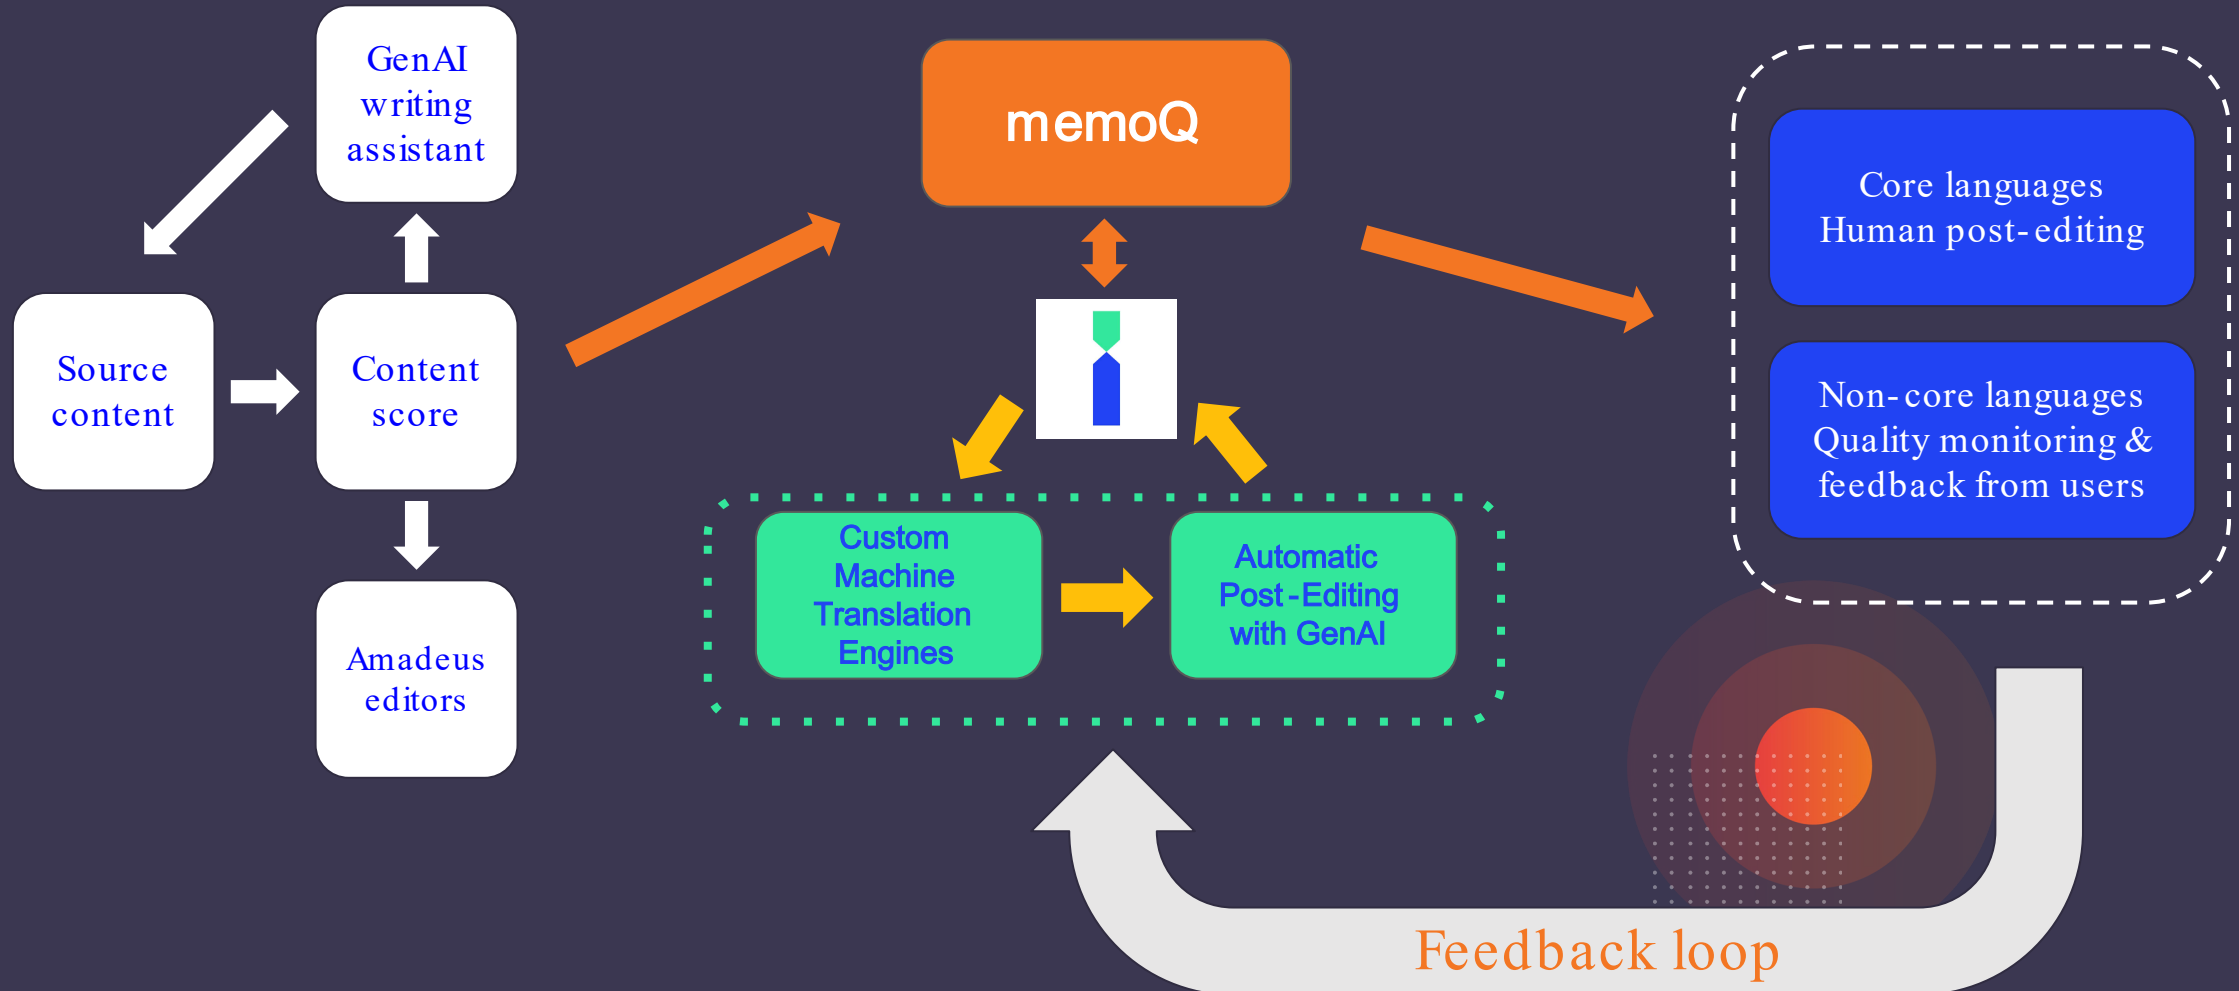 GenAI
writing
assistant
Source
content
Content
score
Amadeus
editors
memoQ
Custom
Machine
Translation
Engines
Automatic
Post-Editing
with GenAI
Core languages
Human post-editing
Non-core languages
Quality monitoring &
feedback from users
Feedback loop